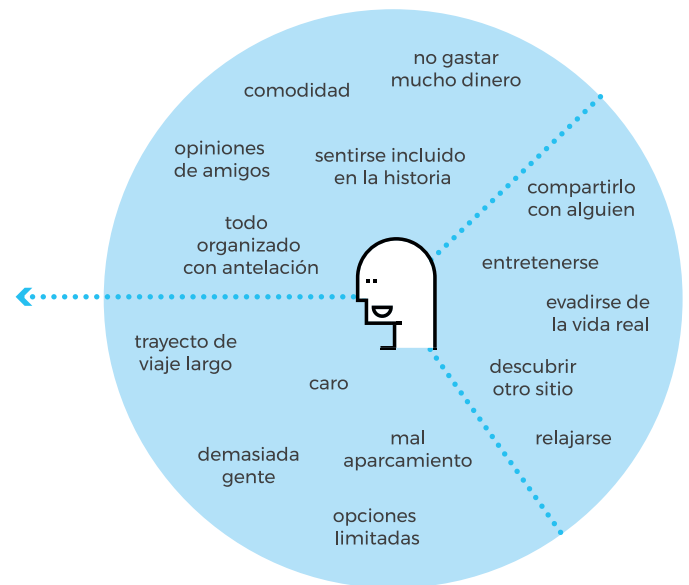 no gastar
mucho dinero
comodidad
opiniones
de amigos
sentirse incluido
en la historia
todo
organizado
con antelación
compartirlo
con alguien
entretenerse
evadirse de
la vida real
descubrir
otro sitio
relajarse
trayecto de
viaje largo
caro
demasiada
gente
mal
aparcamiento
opciones
limitadas